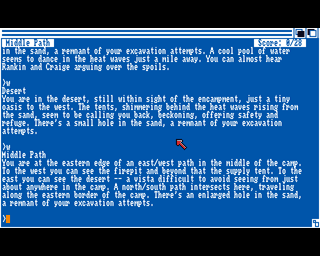 Middle Path Score: 0/28
in the sand, a remnant of your excavation attempts. A cool pool of water
seems to dance in the heat waves just a mile away. You can almost hear
Rankin and Craige arguing over the spoils.
>w
Desert
You are in the desert, still within sight of the encampment, just a tiny
oasis to the west. The tents, shimmering behind the heat waves rising from
the sand, seem to be calling you back, beckoning, offering safety and
refuge. There's a small hole in the sand, a remnant of your excavation
attempts.
>w
Middle Path
You are at the eastern edge of an east/west path in the middle of the camp.
To the west you can see the firepit and beyond that the supply tent. To the
east you can see the desert -- a vista difficult to avoid seeing from just
about anywhere in the camp. A north/south path intersects here, traveling
along the eastern border of the camp. There's an enlarged hole in the sand,
a remnant of your excavation attempts.
>